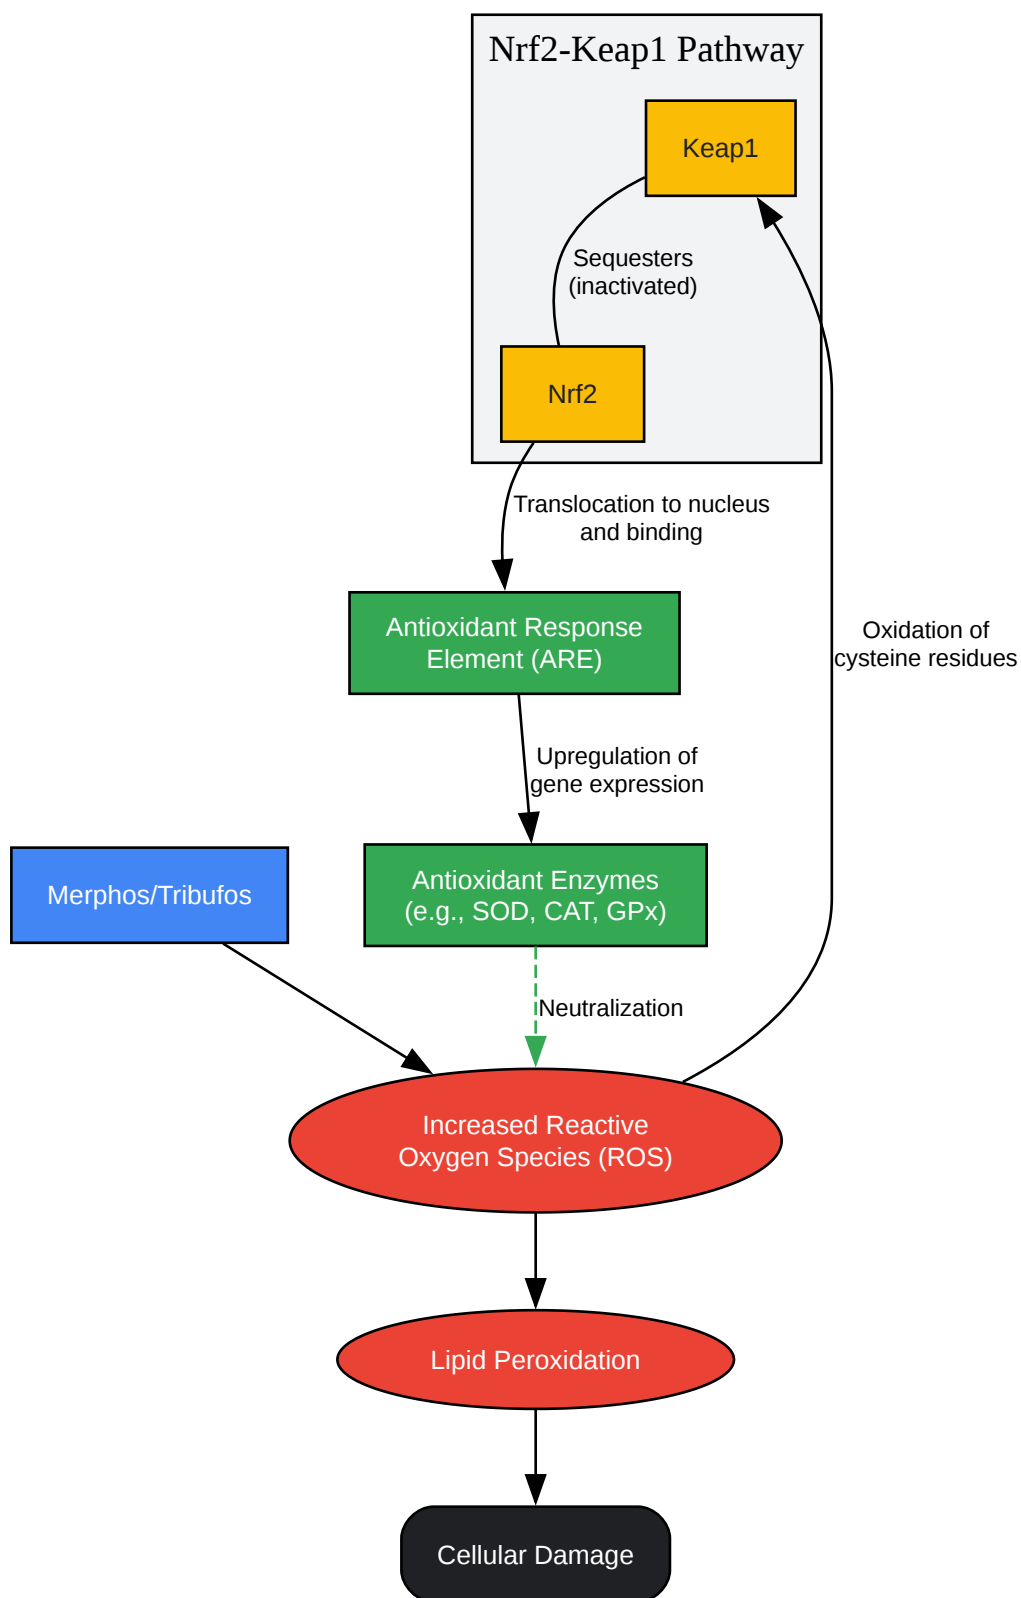 Nrf2-Keap1 Pathway
Keap1
Sequesters
(inactivated)
Nrf2
Translocation to nucleus
and binding
Antioxidant Response
Element (ARE)
Oxidation of
cysteine residues
Upregulation of
gene expression
Merphos/Tribufos
Antioxidant Enzymes
(e.g., SOD, CAT, GPx)
Neutralization
Increased Reactive
Oxygen Species (ROS)
Lipid Peroxidation
Cellular Damage